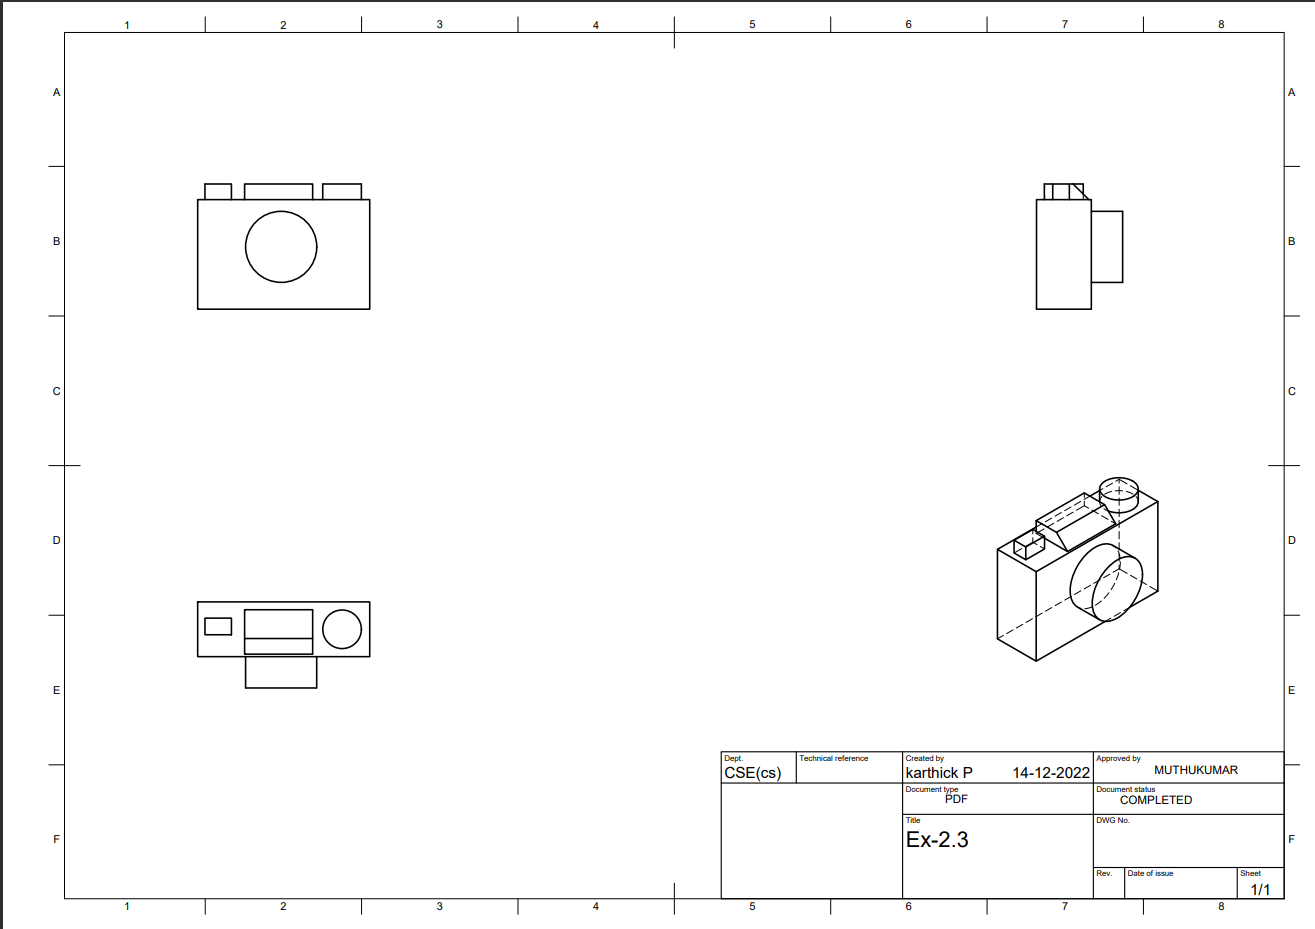 1 2 3 4 5 6 7 8
A A
B B
C C
D D
E E
Dept. Technical reference Created by Approved by
CSE(cs) karthick P 14-12-2022 MUTHUKUMAR
Document type Document status
PDF COMPLETED
Title DWG No.
Ex-2.3
F F
Rev. Date of issue Sheet
1/1
1 2 3 4 5 6 7 8